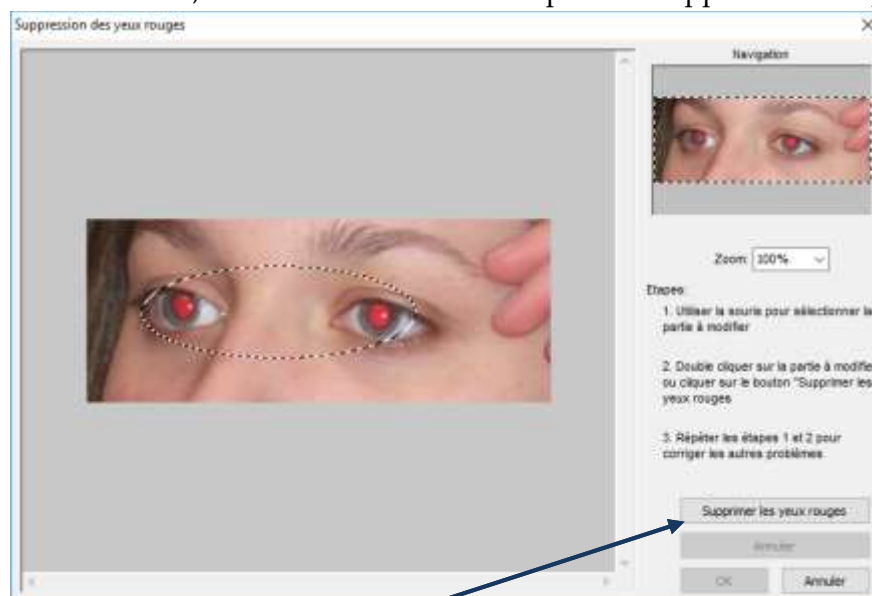 Suppression des yeux rouges
Navigation
Zoom 100%
Etapes:
1. Utiliser la souris pour sélectionner la
partie à modifier
2. Double cliquer sur la partie à modifie
ou cliquer sur le bouton "Supprimer les
yeux rouges
3. Répéter les étapes 1 et 2 pour
corriger les autres problèmes
Supprimer les yeux rouges
Annuler
OK
Annuler